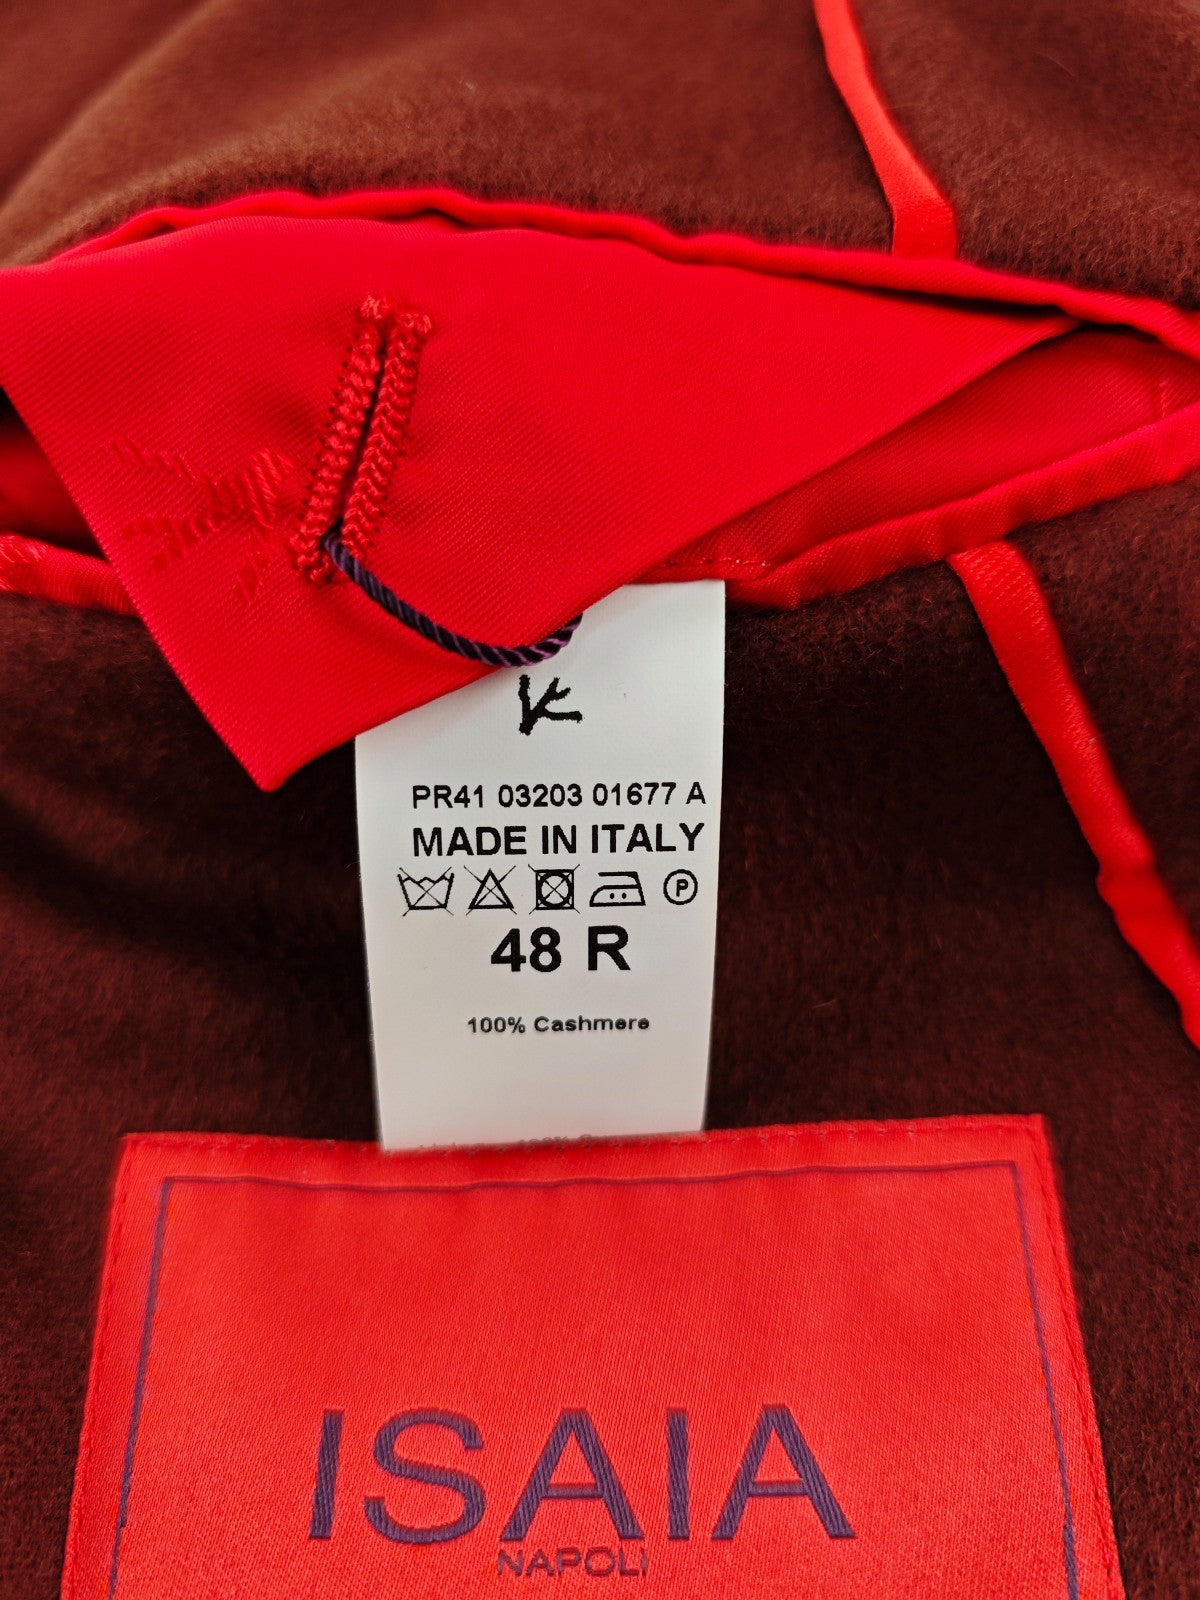 PR41 03203 01677 A
MADE IN ITALY
P
48 R
100% Cashmere
ISAIA
NAPOLI